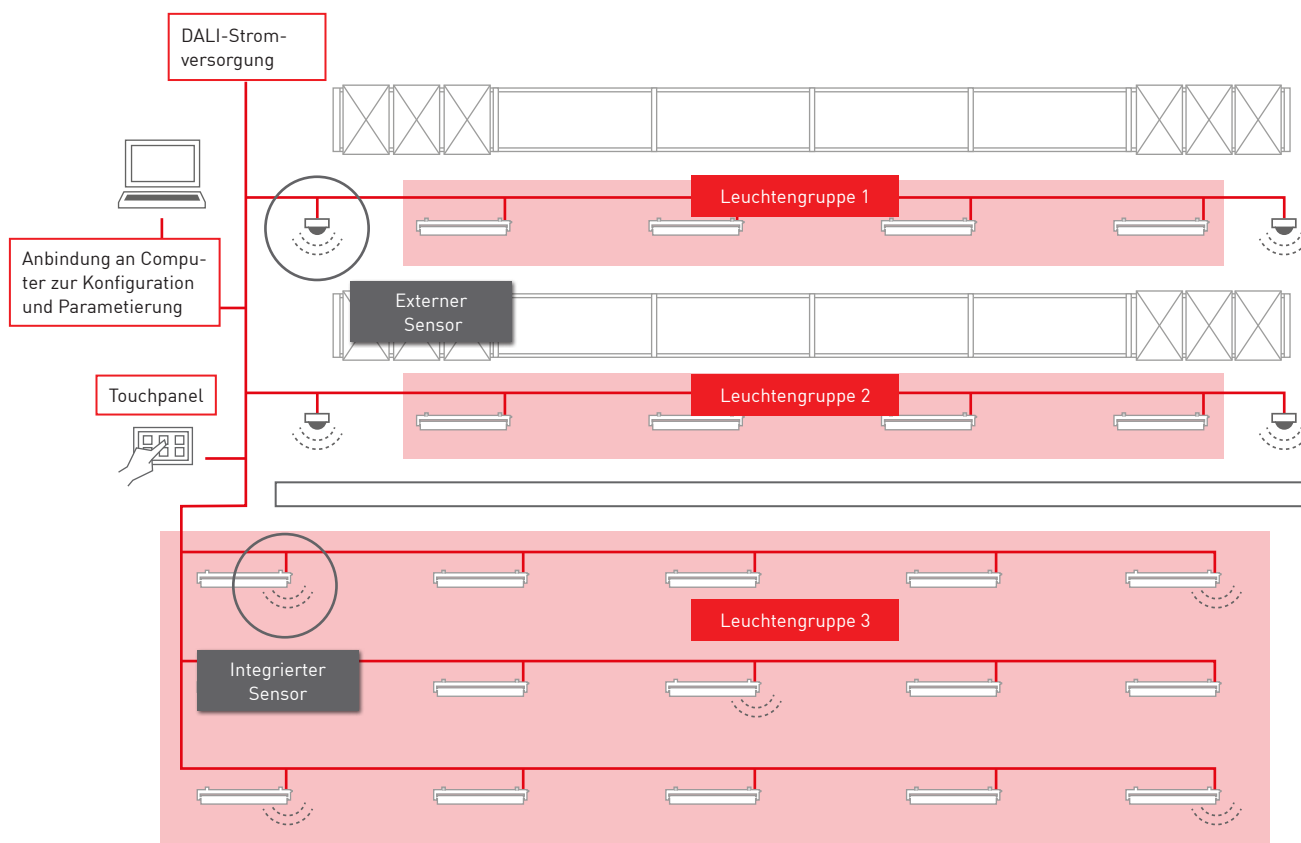 DALI-Strom-
versorgung
Leuchtengruppe 1
Anbindung an Compu-
ter zur Konfiguration
und Parametierung
Externer
Sensor
Touchpanel
Leuchtengruppe 2
Leuchtengruppe 3
Integrierter
Sensor